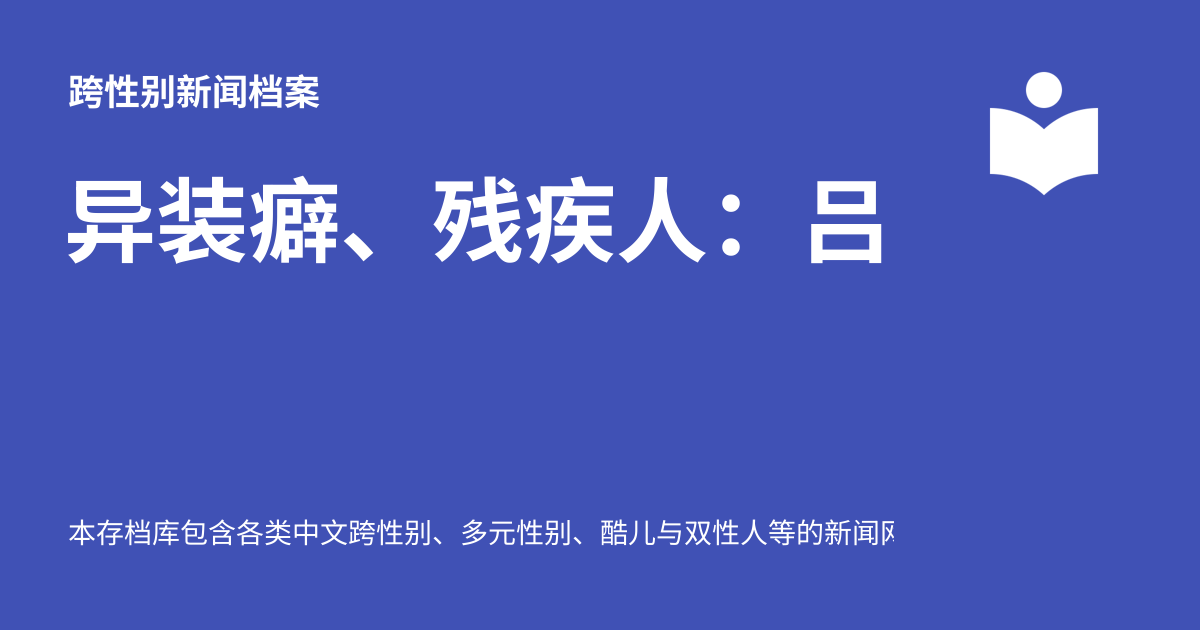 跨性别新闻档案
异装癖、残疾人：吕
本存档库包含各类中文跨性别、多元性别、酷儿与双性人等的新闻网